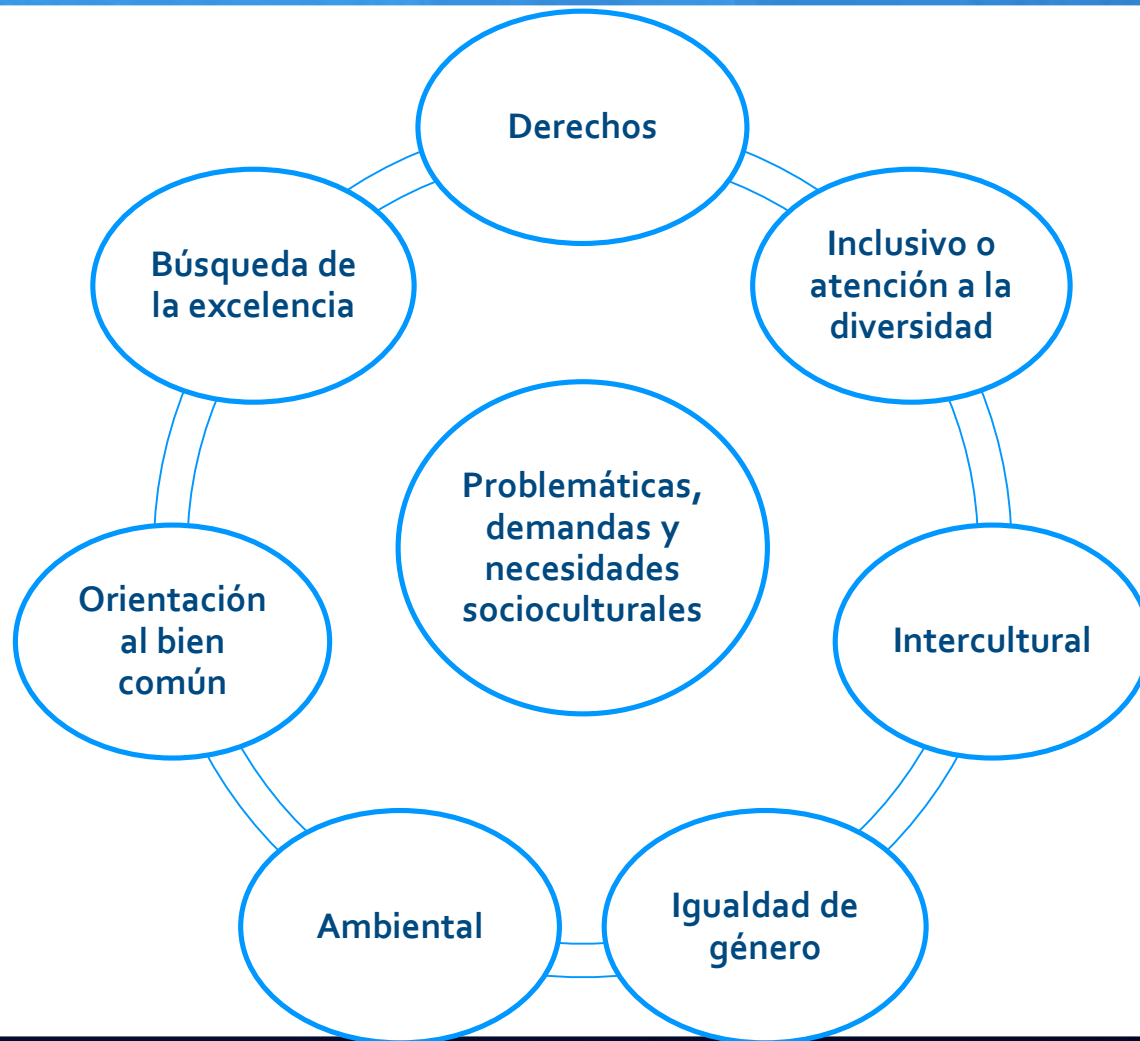 Derechos
Inclusivo o
atención a la
diversidad
Intercultural
Igualdad de
género
Ambiental
Orientación
al bien
común
Búsqueda de
la excelencia
Problemáticas,
demandas y
necesidades
socioculturales